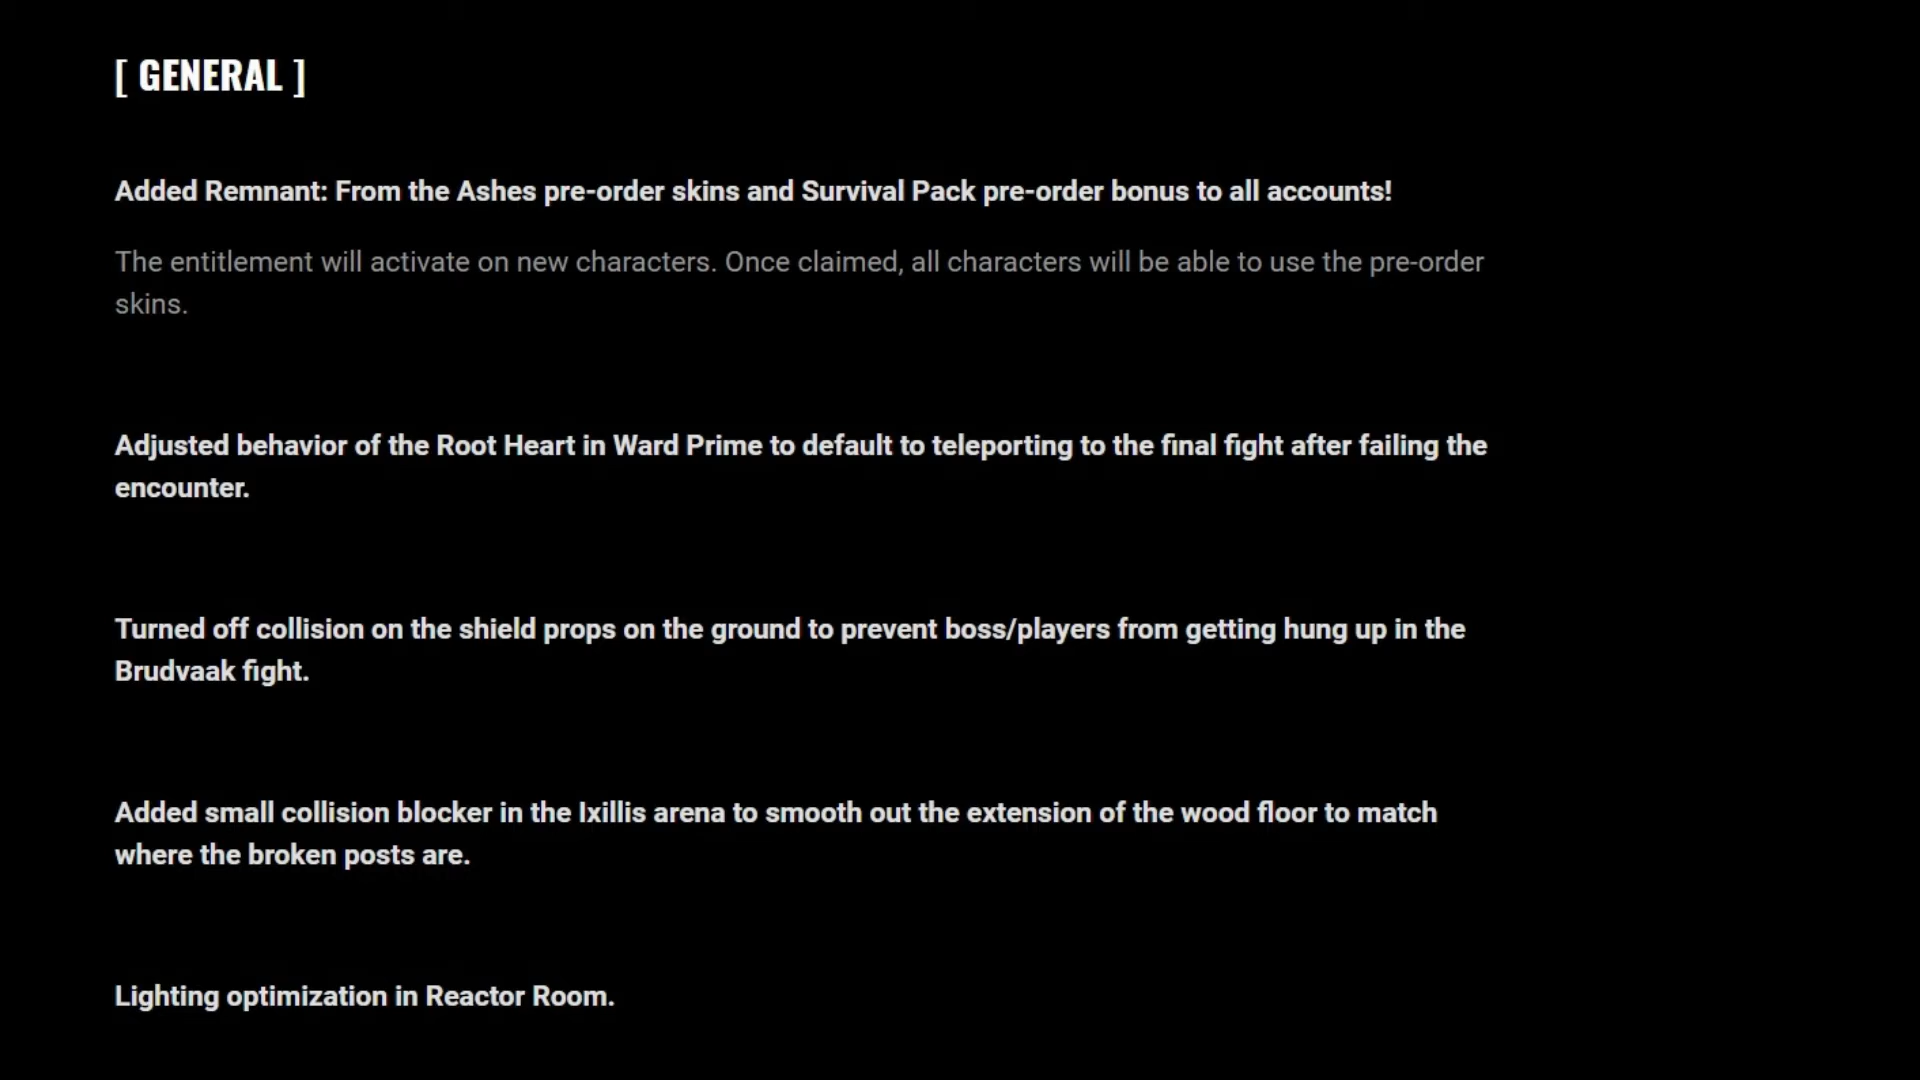 [ GENERAL ]
Added Remnant: From the Ashes pre-order skins and Survival Pack pre-order bonus to all accounts!
The entitlement will activate on new characters. Once claimed, all characters will be able to use the pre-order
skins.
Adjusted behavior of the Root Heart in Ward Prime to default to teleporting to the final fight after failing the
encounter.
Turned off collision on the shield props on the ground to prevent boss/players from getting hung up in the
Brudvaak fight.
Added small collision blocker in the Ixillis arena to smooth out the extension of the wood floor to match
where the broken posts are.
Lighting optimization in Reactor Room.